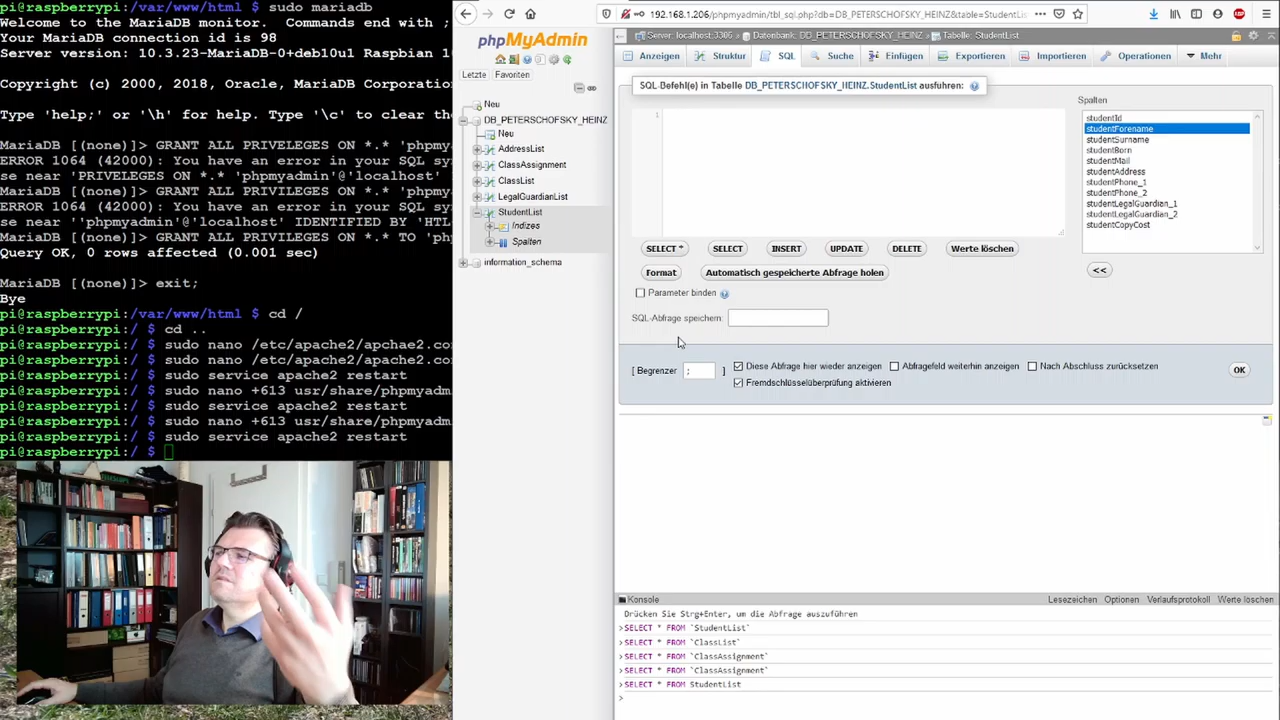 pi@raspberrypi:/var/www/html $ sudo mariadb
Welcome to the MariaDB monitor.  Commands end with ;
Your MariaDB connection id is 98
Server version: 10.3.23-MariaDB-0+deb10u1 Raspbian 10
Copyright (c) 2000, 2018, Oracle, MariaDB Corporation
Type 'help;' or '\h' for help. Type '\c' to clear the
MariaDB [(none)]> GRANT ALL PRIVILEGES ON *.* 'phpmy
ERROR 1064 (42000): You have an error in your SQL sy
se near 'PRIVILEGES ON *.* 'phpmyadmin'@'localhost'
MariaDB [(none)]> GRANT ALL PRIVILEGES ON *.* 'phpmy
ERROR 1064 (42000): You have an error in your SQL sy
se near ''phpmyadmin'@'localhost' IDENTIFIED BY 'HTL
MariaDB [(none)]> GRANT ALL PRIVILEGES ON *.* TO 'ph
Query OK, 0 rows affected (0.001 sec)
MariaDB [(none)]> exit;
Bye
pi@raspberrypi:/var/www/html $ cd /
pi@raspberrypi:/ $ cd ..
pi@raspberrypi:/ $ sudo nano /etc/apache2/apchae2.co
pi@raspberrypi:/ $ sudo nano /etc/apache2/apache2.co
pi@raspberrypi:/ $ sudo service apache2 restart
pi@raspberrypi:/ $ sudo nano +613 usr/share/phpmyadm
pi@raspberrypi:/ $ sudo service apache2 restart
pi@raspberrypi:/ $ sudo nano +613 usr/share/phpmyadm
pi@raspberrypi:/ $ sudo service apache2 restart
pi@raspberrypi:/ $
192.168.1.206/phpmyadmin/tbl_sql.php?db=DB_PETERSCHOFSKY_HEINZ&table=StudentLis
phpMyAdmin
Letzte Favoriten
Neu
DB_PETERSCHOFSKY_HEINZ
Neu
AddressList
ClassAssignment
ClassList
LegalGuardianList
StudentList
Indizes
Spalten
information_schema
Server: localhost:3306 » Datenbank: DB_PETERSCHOFSKY_HEINZ » Tabelle: StudentList
Anzeigen Struktur SQL Suche Einfügen Exportieren Importieren Operationen Mehr
SQL-Befehl(e) in Tabelle DB_PETERSCHOFSKY_HEINZ.StudentList ausführen:
1
Spalten
studentId
studentForename
studentSurname
studentBorn
studentMail
studentAddress
studentPhone_1
studentPhone_2
studentLegalGuardian_1
studentLegalGuardian_2
studentCopyCost
<<
SELECT * SELECT INSERT UPDATE DELETE Werte löschen
Format Automatisch gespeicherte Abfrage holen
Parameter binden
SQL-Abfrage speichern:
[ Begrenzer ; ] Diese Abfrage hier wieder anzeigen Abfragefeld weiterhin anzeigen Nach Abschluss zurücksetzen OK
Fremdschlüsselüberprüfung aktivieren
Konsole Lesezeichen Optionen Verlaufsprotokoll Werte löschen
Drücken Sie Strg+Enter, um die Abfrage auszuführen
>SELECT * FROM `StudentList`
>SELECT * FROM `ClassList`
>SELECT * FROM `ClassAssignment`
>SELECT * FROM `ClassAssignment`
>SELECT * FROM StudentList
>